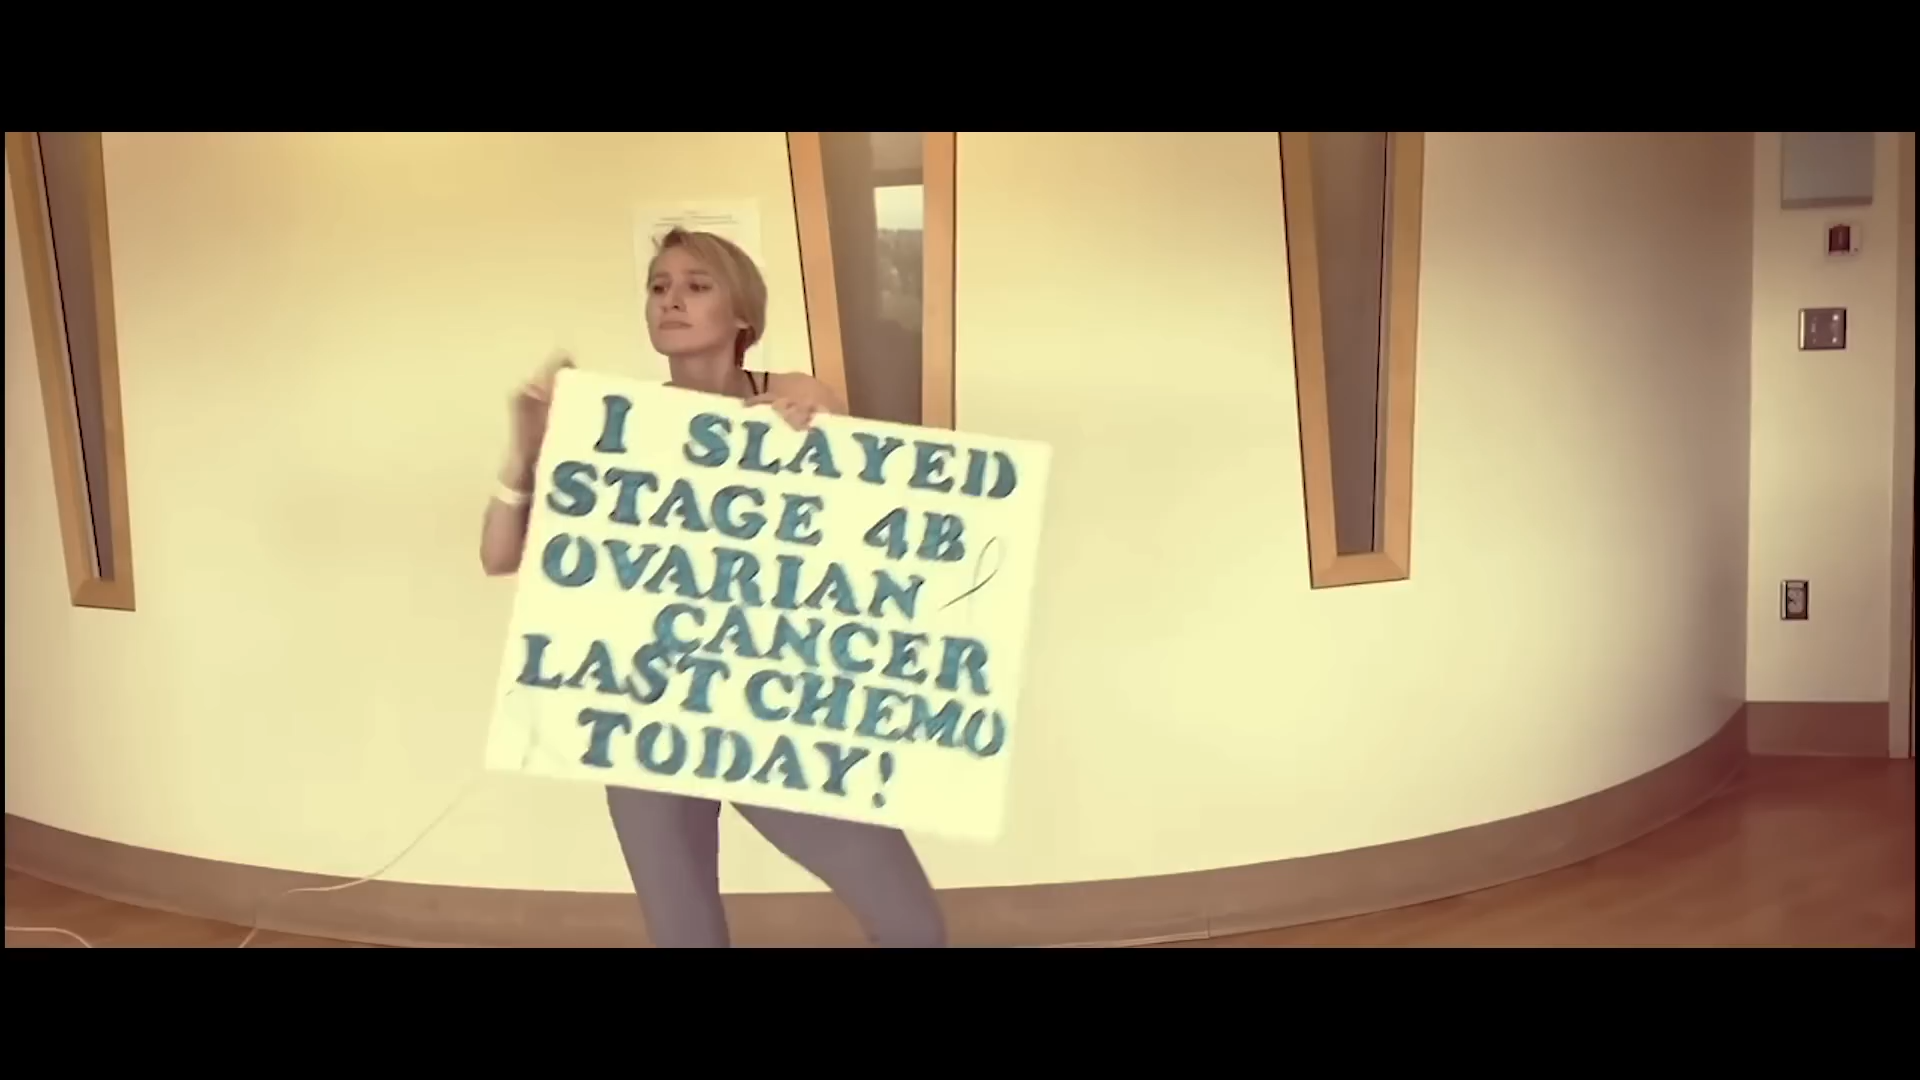 I SLAYED
STAGE 4B
OVARIAN
CANCER
LAST CHEMO
TODAY!